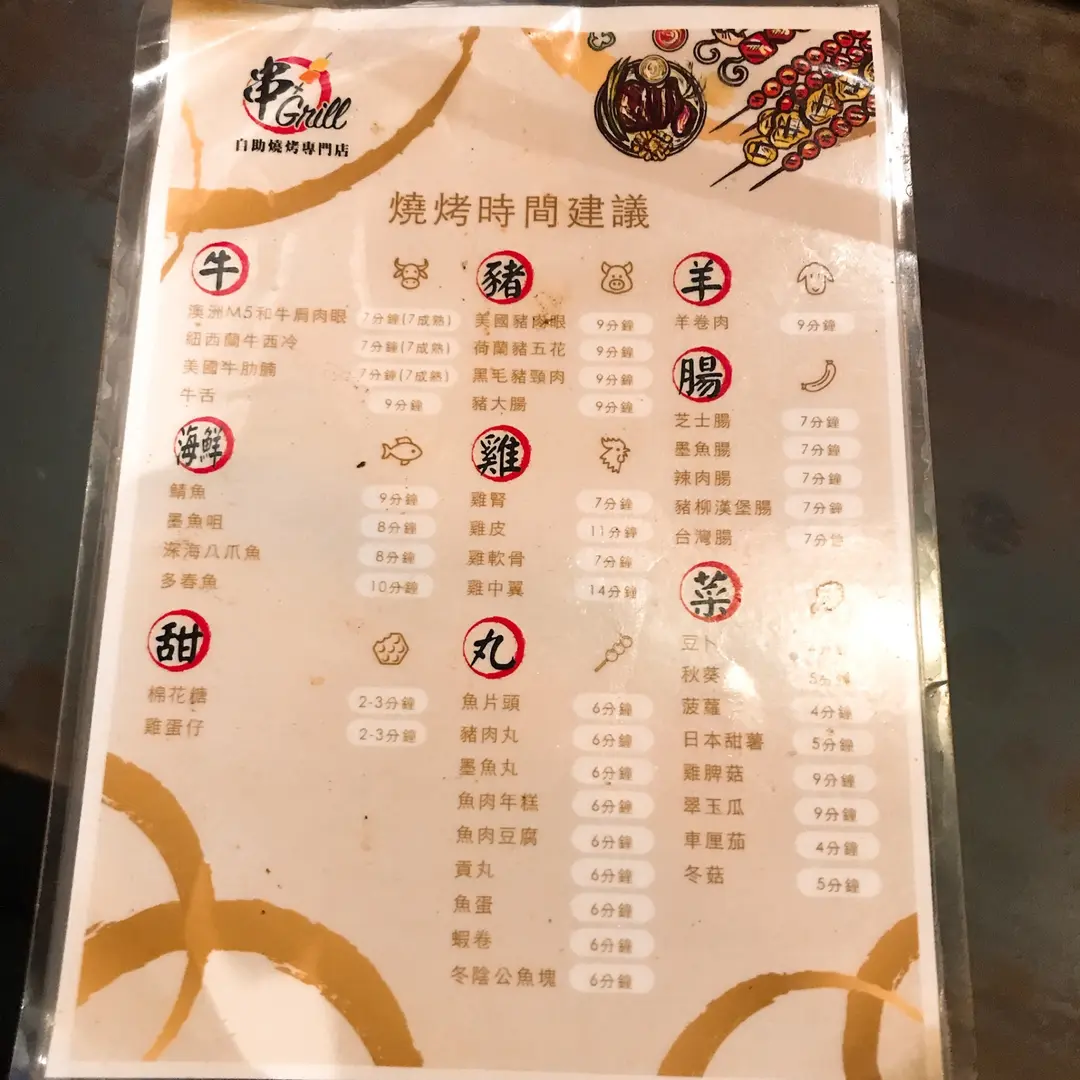 串 Grill
自助燒烤專門店
燒烤時間建議
牛
澳洲M5和牛肩肉眼 7分鐘(7成熟)
紐西蘭牛西冷 7分鐘(7成熟)
美國牛肋腩 7分鐘(7成熟)
牛舌 9分鐘
海鮮
鯖魚 9分鐘
墨魚咀 8分鐘
深海八爪魚 8分鐘
多春魚 10分鐘
甜
棉花糖 2-3分鐘
雞蛋仔 2-3分鐘
豬
美國豬肉眼 9分鐘
荷蘭豬五花 9分鐘
黑毛豬頸肉 9分鐘
豬大腸 9分鐘
雞
雞腎 7分鐘
雞皮 11分鐘
雞軟骨 7分鐘
雞中翼 14分鐘
丸
魚片頭 6分鐘
豬肉丸 6分鐘
墨魚丸 6分鐘
魚肉年糕 6分鐘
魚肉豆腐 6分鐘
貢丸 6分鐘
魚蛋 6分鐘
蝦卷 6分鐘
冬陰公魚塊 6分鐘
羊
羊卷肉 9分鐘
腸
芝士腸 7分鐘
墨魚腸 7分鐘
辣肉腸 7分鐘
豬柳漢堡腸 7分鐘
台灣腸 7分鐘
菜
豆卜
秋葵 5分鐘
菠蘿 4分鐘
日本甜薯 5分鐘
雞脾菇 9分鐘
翠玉瓜 9分鐘
車厘茄 4分鐘
冬菇 5分鐘